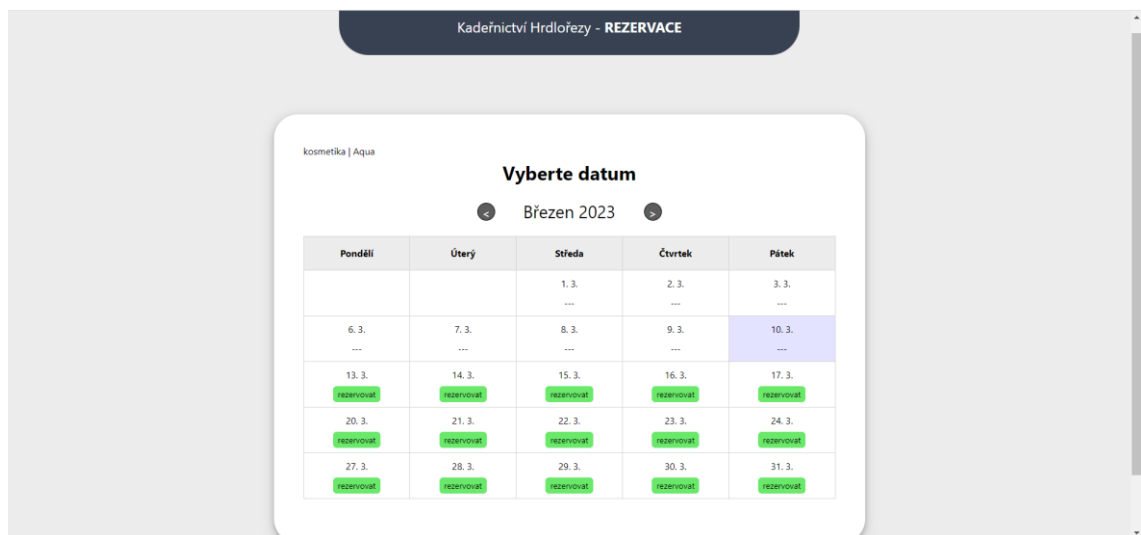 Kadeřnictví Hrdlořezy - REZERVACE
kosmetika | Aqua
Vyberte datum
< Březen 2023 >
Pondělí Úterý Středa Čtvrtek Pátek
1. 3. 2. 3. 3. 3.
--- --- ---
6. 3. 7. 3. 8. 3. 9. 3. 10. 3.
--- --- --- --- ---
13. 3. 14. 3. 15. 3. 16. 3. 17. 3.
rezervovat rezervovat rezervovat rezervovat rezervovat
20. 3. 21. 3. 22. 3. 23. 3. 24. 3.
rezervovat rezervovat rezervovat rezervovat rezervovat
27. 3. 28. 3. 29. 3. 30. 3. 31. 3.
rezervovat rezervovat rezervovat rezervovat rezervovat